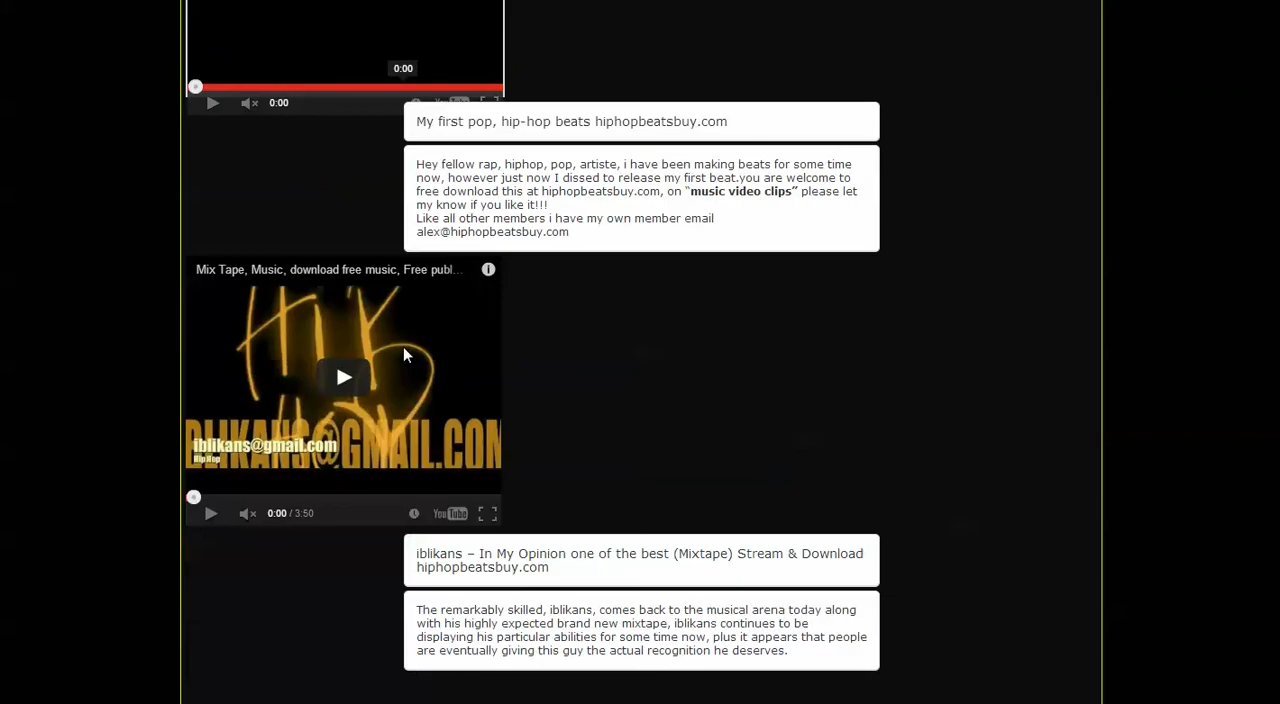 0:00
0:00
YouTube
My first pop, hip-hop beats hiphopbeatsbuy.com
Hey fellow rap, hiphop, pop, artiste, i have been making beats for some time
now, however just now I dissed to release my first beat.you are welcome to
free download this at hiphopbeatsbuy.com, on “music video clips” please let
my know if you like it!!!
Like all other members i have my own member email
alex@hiphopbeatsbuy.com
Mix Tape, Music, download free music, Free publ...
IBLIKANS@GMAIL.COM
iblikans@gmail.com
Hip Hop
0:00 / 3:50
YouTube
iblikans – In My Opinion one of the best (Mixtape) Stream & Download
hiphopbeatsbuy.com
The remarkably skilled, iblikans, comes back to the musical arena today along
with his highly expected brand new mixtape, iblikans continues to be
displaying his particular abilities for some time now, plus it appears that people
are eventually giving this guy the actual recognition he deserves.